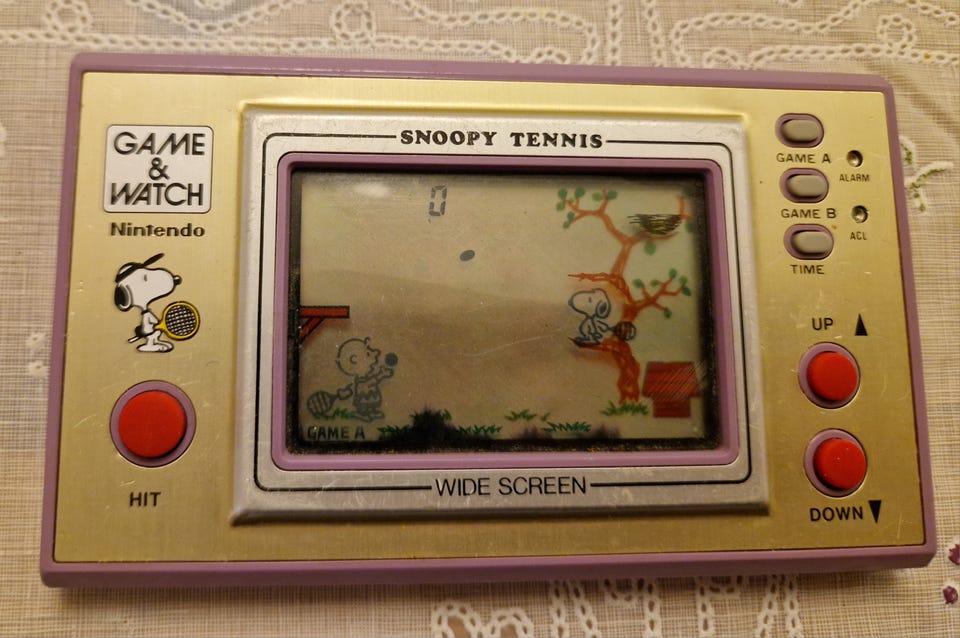 GAME
&
WATCH
Nintendo
HIT
SNOOPY TENNIS
0
GAME A
WIDE SCREEN
GAME A
ALARM
GAME B
ACL
TIME
UP
DOWN